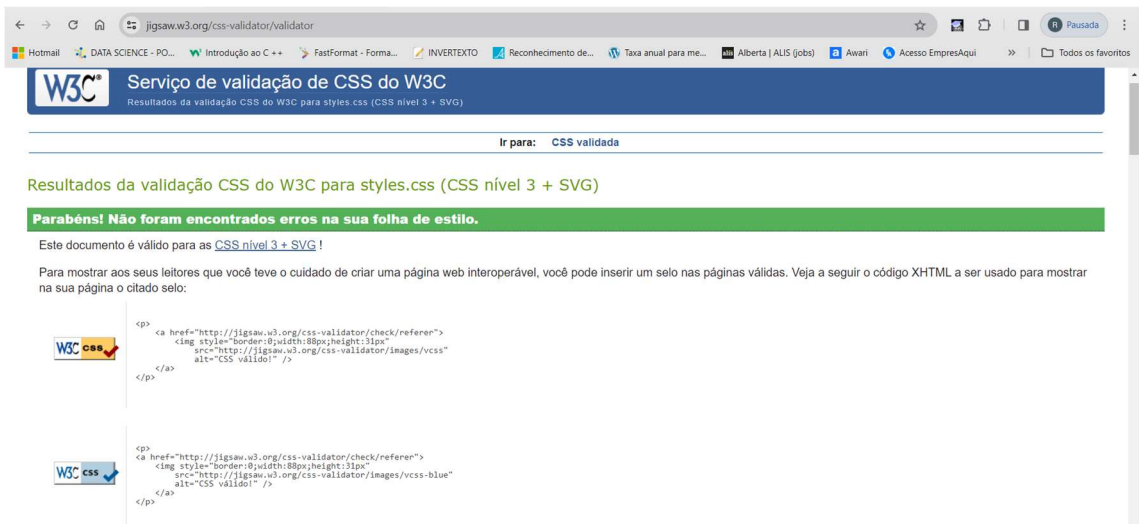 jigsaw.w3.org/css-validator/validator
R Pausada
Hotmail DATA SCIENCE - PO... Introdução ao C ++ FastFormat - Forma... INVERTEXTO Reconhecimento de... Taxa anual para me... alis Alberta | ALIS (jobs) a Awari Acesso EmpresAqui » Todos os favoritos
W3C® Serviço de validação de CSS do W3C
Resultados da validação CSS do W3C para styles.css (CSS nível 3 + SVG)
Ir para: CSS validada
Resultados da validação CSS do W3C para styles.css (CSS nível 3 + SVG)
Parabéns! Não foram encontrados erros na sua folha de estilo.
Este documento é válido para as CSS nível 3 + SVG !
Para mostrar aos seus leitores que você teve o cuidado de criar uma página web interoperável, você pode inserir um selo nas páginas válidas. Veja a seguir o código XHTML a ser usado para mostrar
na sua página o citado selo:
W3C css
<p>
<a href="http://jigsaw.w3.org/css-validator/check/referer">
<img style="border:0;width:88px;height:31px"
src="http://jigsaw.w3.org/css-validator/images/vcss"
alt="CSS válido!" />
</a>
</p>
W3C css
<p>
<a href="http://jigsaw.w3.org/css-validator/check/referer">
<img style="border:0;width:88px;height:31px"
src="http://jigsaw.w3.org/css-validator/images/vcss-blue"
alt="CSS válido!" />
</a>
</p>